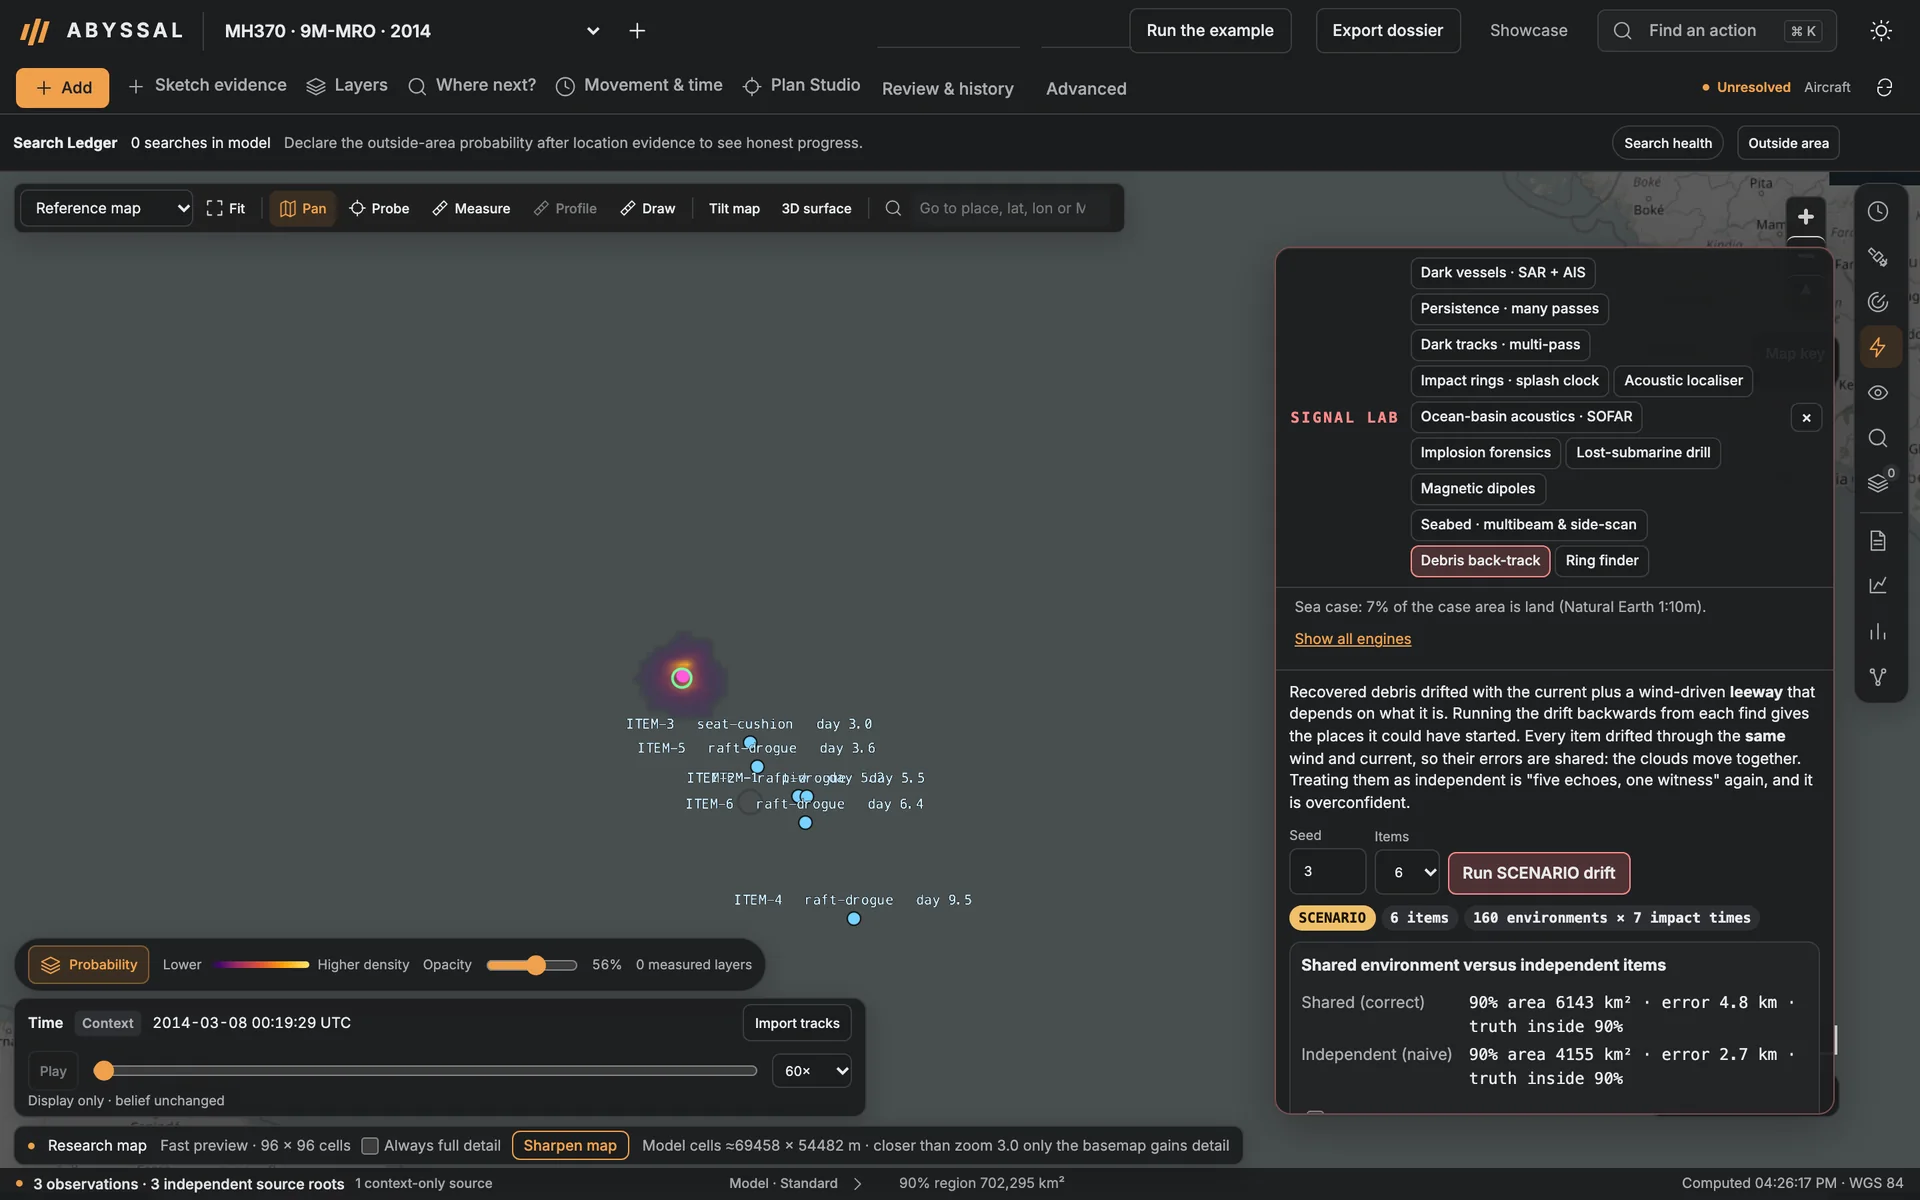 ABYSSAL
MH370 · 9M-MRO · 2014
Run the example
Export dossier
Showcase
Find an action
⌘ K
Add
Sketch evidence
Layers
Where next?
Movement & time
Plan Studio
Review & history
Advanced
Unresolved
Aircraft
Search Ledger
0 searches in model
Declare the outside-area probability after location evidence to see honest progress.
Search health
Outside area
Reference map
Fit
Pan
Probe
Measure
Profile
Draw
Tilt map
3D surface
Go to place, lat, lon or M
Boké
Boké
Pita
Kindia
Map key
SIGNAL LAB
Dark vessels · SAR + AIS
Persistence · many passes
Dark tracks · multi-pass
Impact rings · splash clock
Acoustic localiser
Ocean-basin acoustics · SOFAR
Implosion forensics
Lost-submarine drill
Magnetic dipoles
Seabed · multibeam & side-scan
Debris back-track
Ring finder
0
Sea case: 7% of the case area is land (Natural Earth 1:10m).
Show all engines
Recovered debris drifted with the current plus a wind-driven leeway that
depends on what it is. Running the drift backwards from each find gives
the places it could have started. Every item drifted through the same
wind and current, so their errors are shared: the clouds move together.
Treating them as independent is "five echoes, one witness" again, and it
is overconfident.
Seed
Items
3
6
Run SCENARIO drift
SCENARIO
6 items
160 environments × 7 impact times
Shared environment versus independent items
Shared (correct)
90% area 6143 km² · error 4.8 km ·
truth inside 90%
Independent (naive)
90% area 4155 km² · error 2.7 km ·
truth inside 90%
ITEM-3 seat-cushion day 3.0
ITEM-5 raft-drogue day 3.6
day 5.5
ITEM-6 raft-drogue day 6.4
ITEM-4 raft-drogue day 9.5
Probability
Lower
Higher density
Opacity
56%
0 measured layers
Time
Context
2014-03-08 00:19:29 UTC
Import tracks
Play
60×
Display only · belief unchanged
Research map
Fast preview · 96 × 96 cells
Always full detail
Sharpen map
Model cells ≈69458 × 54482 m · closer than zoom 3.0 only the basemap gains detail
3 observations · 3 independent source roots
1 context-only source
Model · Standard
90% region 702,295 km²
Computed 04:26:17 PM · WGS 84